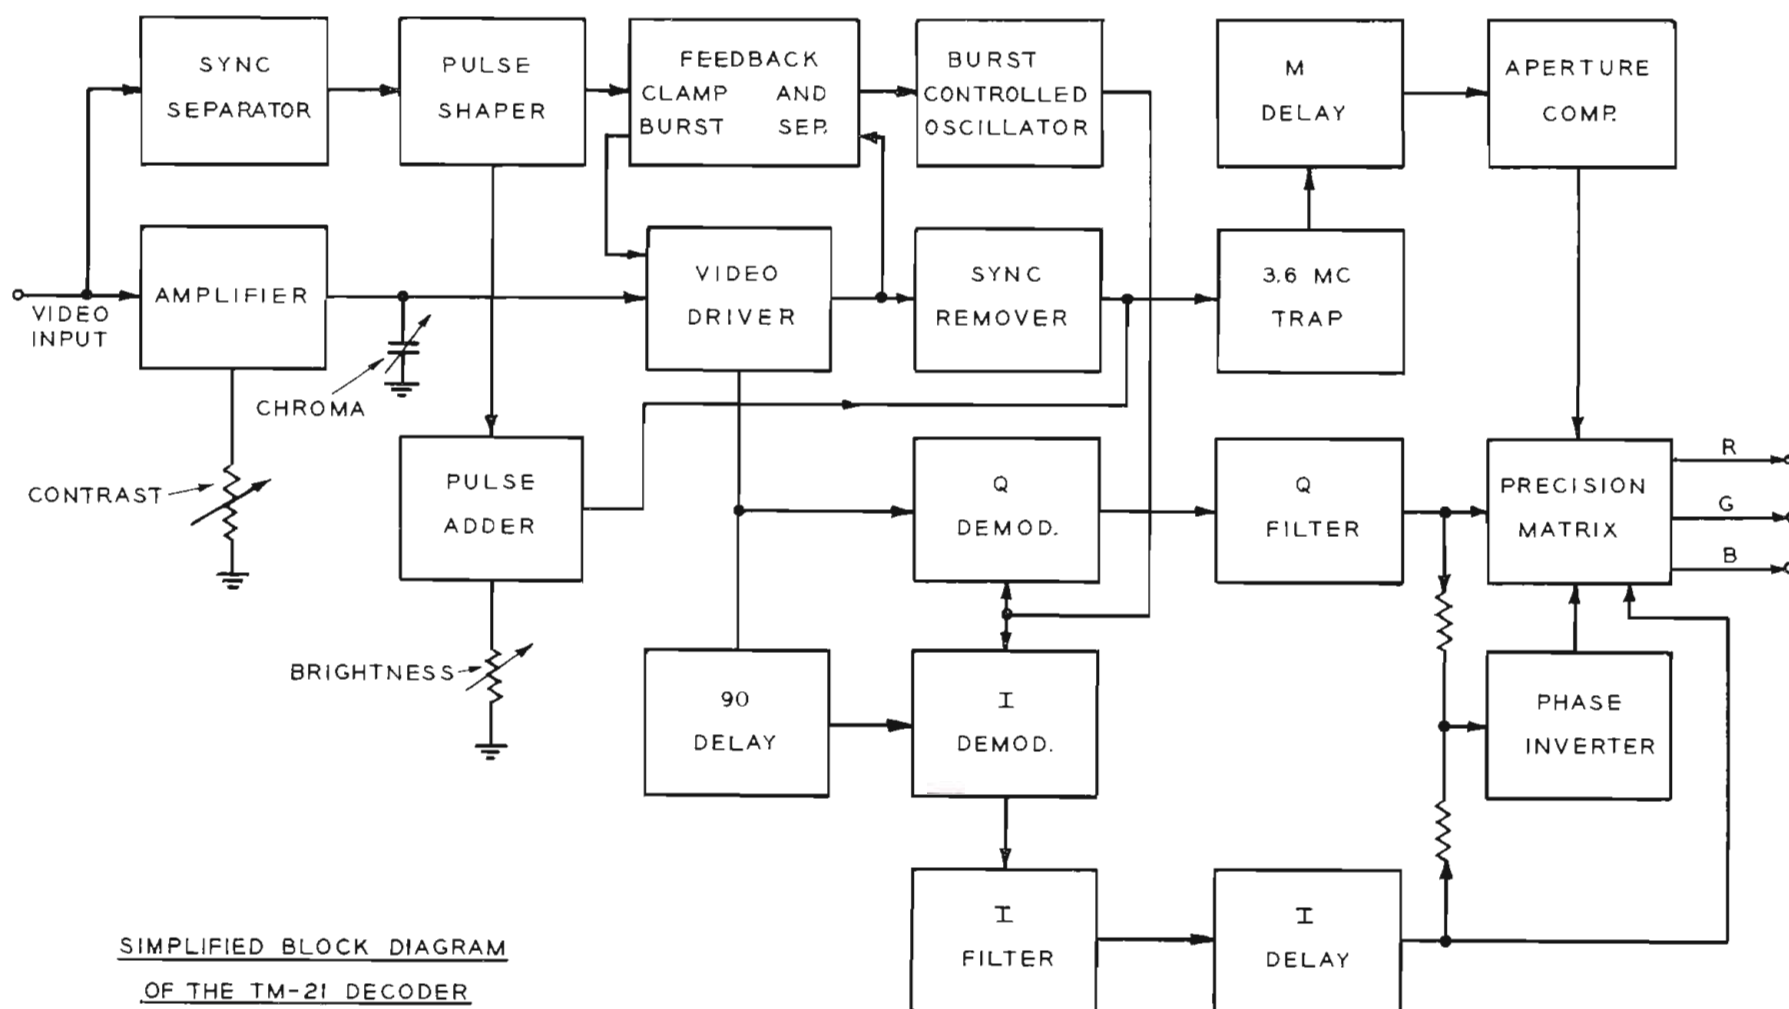 SYNC
SEPARATOR
PULSE
SHAPER
FEEDBACK
CLAMP AND
BURST SEP.
BURST
CONTROLLED
OSCILLATOR
M
DELAY
APERTURE
COMP.
VIDEO
INPUT
AMPLIFIER
CHROMA
CONTRAST
VIDEO
DRIVER
SYNC
REMOVER
3.6 MC
TRAP
PULSE
ADDER
BRIGHTNESS
Q
DEMOD.
Q
FILTER
PRECISION
MATRIX
R
G
B
90
DELAY
I
DEMOD.
PHASE
INVERTER
I
FILTER
I
DELAY
SIMPLIFIED BLOCK DIAGRAM
OF THE TM-21 DECODER